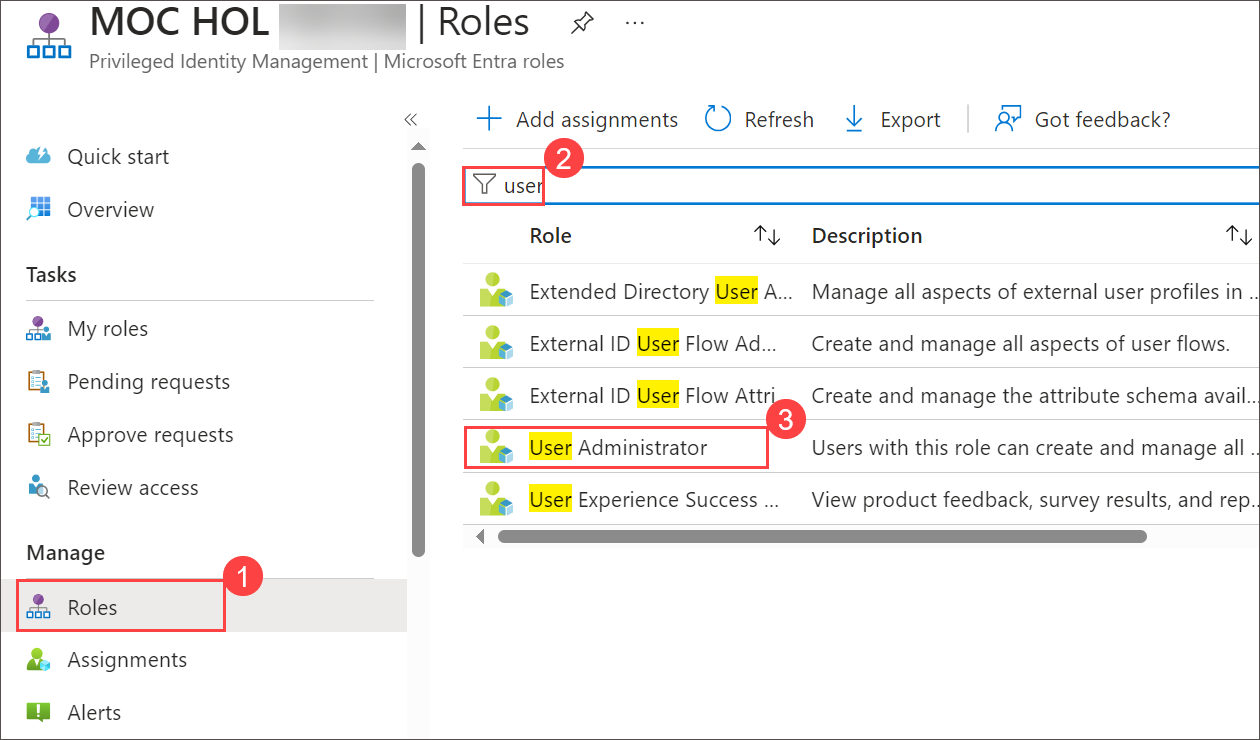 MOC HOL | Roles ...
Privileged Identity Management | Microsoft Entra roles
«
Quick start
Overview
Tasks
My roles
Pending requests
Approve requests
Review access
Manage
Roles
1
Assignments
Alerts
Add assignments Refresh Export | Got feedback?
2
user
Role Description
Extended Directory User A... Manage all aspects of external user profiles in ...
External ID User Flow Ad... Create and manage all aspects of user flows.
External ID User Flow Attri... Create and manage the attribute schema avail...
3
User Administrator Users with this role can create and manage all ...
User Experience Success ... View product feedback, survey results, and rep...